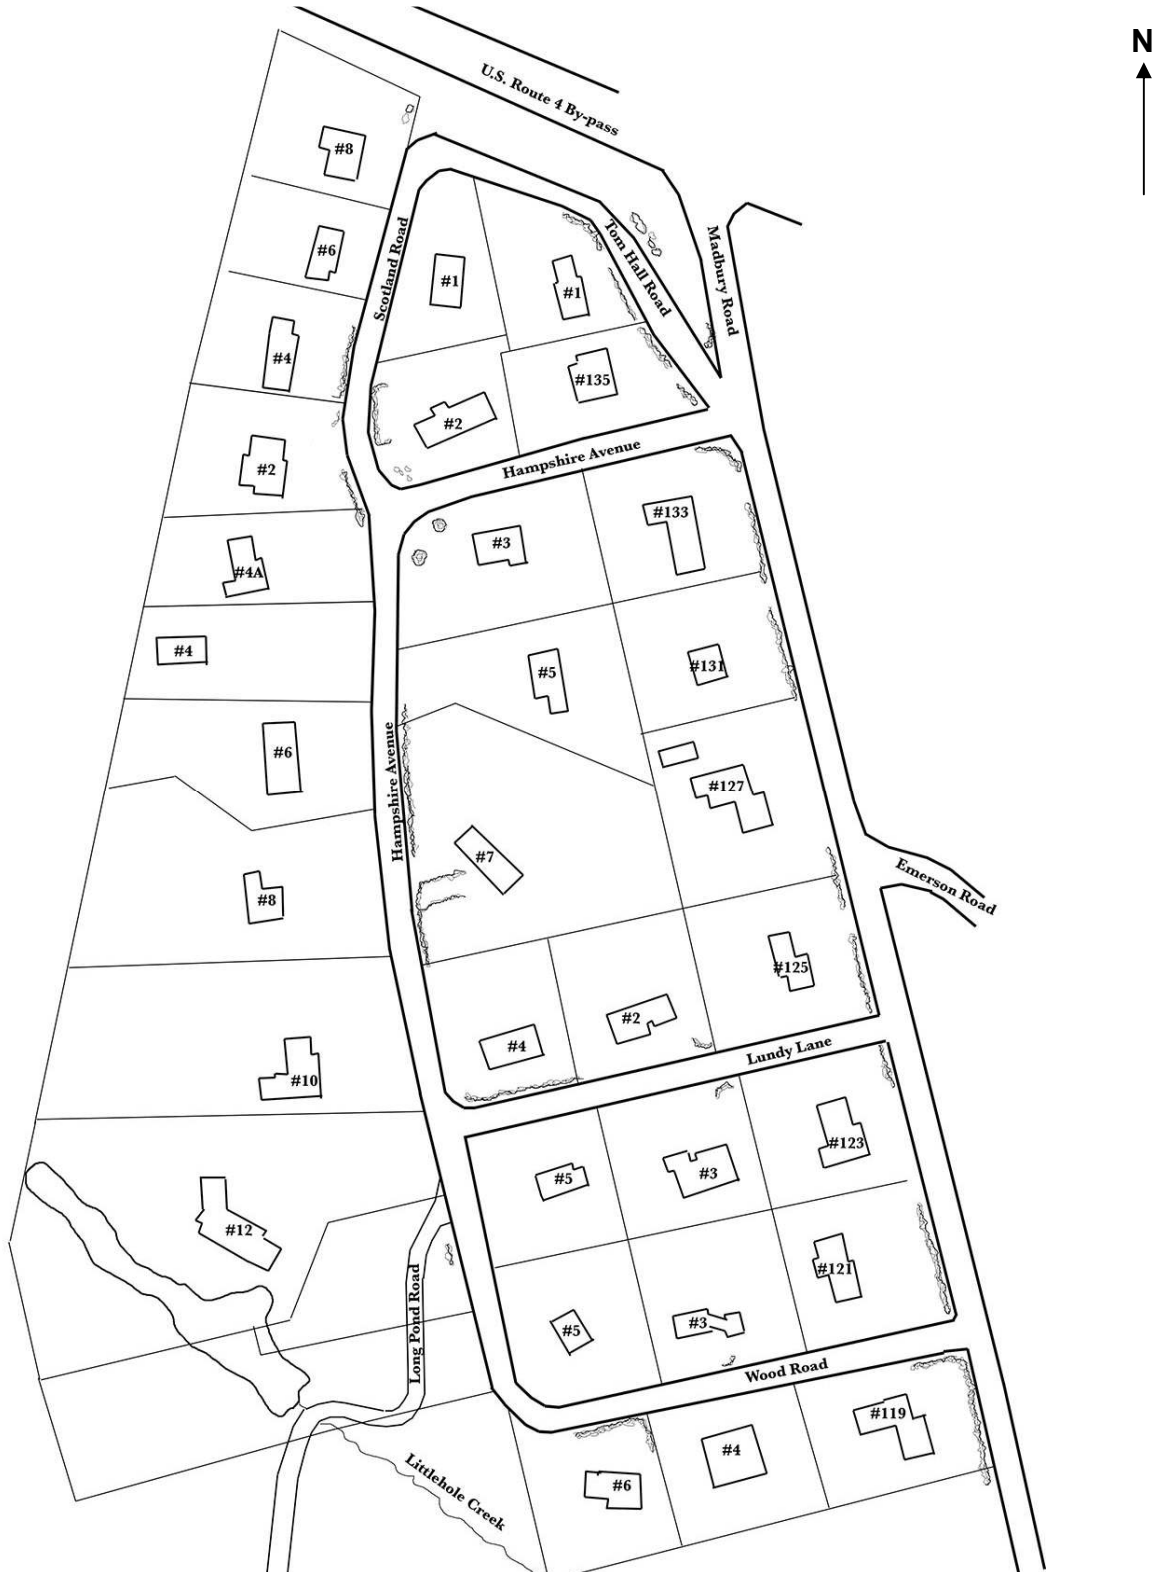 N
U.S. Route 4 By-pass
#8
#6
Scotland Road
Tom Hall Road
Madbury Road
#1
#1
#4
#135
#2
#2
Hampshire Avenue
#133
#3
#4A
#4
#5
#131
#6
Hampshire Avenue
#127
#7
#8
Emerson Road
#125
#2
#4
Lundy Lane
#10
#123
#5
#3
#12
#121
Long Pond Road
#5
#3
Wood Road
#119
#4
#6
Littlehole Creek